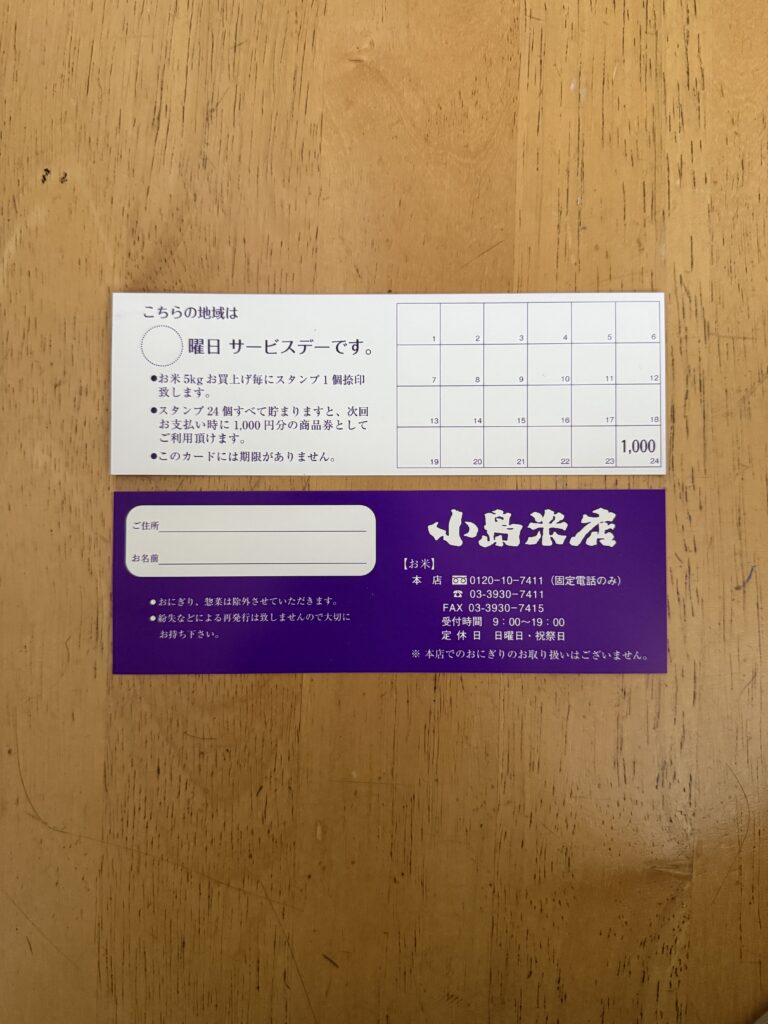 こちらの地域は
曜日 サービスデーです。
●お米5kgお買上げ毎にスタンプ1個捺印
致します。
●スタンプ24個すべて貯まりますと、次回
お支払い時に1,000円分の商品券として
ご利用頂けます。
●このカードには期限がありません。
1 2 3 4 5 6
7 8 9 10 11 12
13 14 15 16 17 18
1,000
19 20 21 22 23 24
ご住所
お名前
●おにぎり、惣菜は除外させていただきます。
●紛失などによる再発行は致しませんので大切に
お持ち下さい。
小島米店
【お米】
本 店 0120-10-7411（固定電話のみ）
☎ 03-3930-7411
FAX 03-3930-7415
受付時間 9：00〜19：00
定 休 日 日曜日・祝祭日
※ 本店でのおにぎりのお取り扱いはございません。